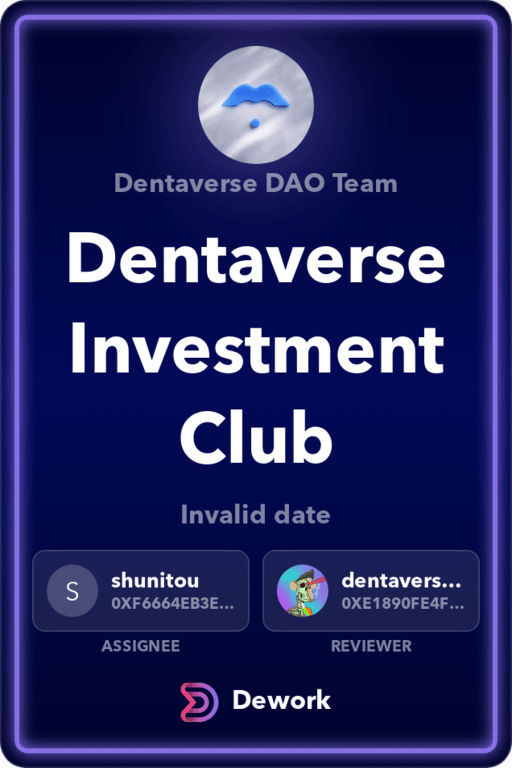 Dentaverse DAO Team
Dentaverse
Investment
Club
Invalid date
S
shunitou
0XF6664EB3E...
ASSIGNEE
dentavers...
0XE1890FE4F...
REVIEWER
Dework